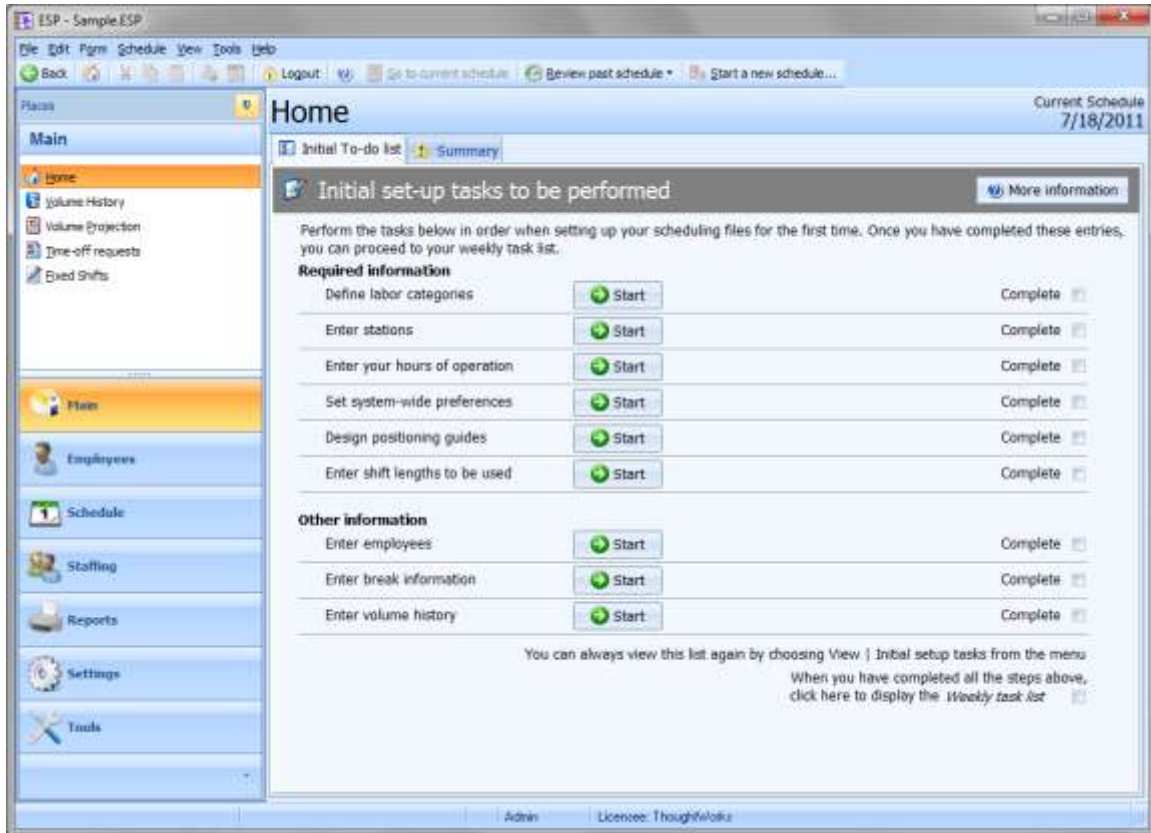 ESP - Sample.ESP
File Edit Form Schedule View Tools Help
Back Logout Go to current schedule Review past schedule Start a new schedule...
Places
Main
Home
Volume History
Volume Projection
Time-off requests
Fixed Shifts
Main
Employees
Schedule
Staffing
Reports
Settings
Tools
Home
Current Schedule
7/18/2011
Initial To-do list Summary
Initial set-up tasks to be performed More information
Perform the tasks below in order when setting up your scheduling files for the first time. Once you have completed these entries,
you can proceed to your weekly task list.
Required information
Define labor categories Start Complete
Enter stations Start Complete
Enter your hours of operation Start Complete
Set system-wide preferences Start Complete
Design positioning guides Start Complete
Enter shift lengths to be used Start Complete
Other information
Enter employees Start Complete
Enter break information Start Complete
Enter volume history Start Complete
You can always view this list again by choosing View | Initial setup tasks from the menu
When you have completed all the steps above,
click here to display the Weekly task list
Admin Licensee: ThoughtWorks